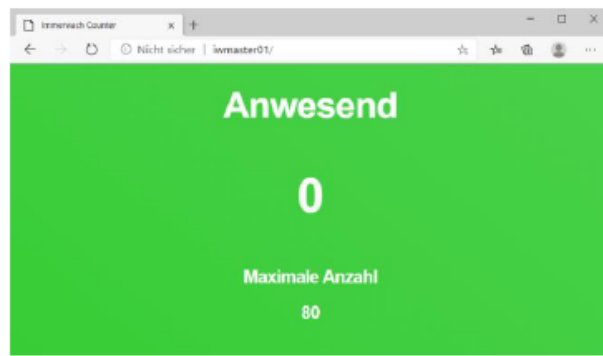 Immerwach Counter
Nicht sicher | iwmaster01/
Anwesend
0
Maximale Anzahl
80